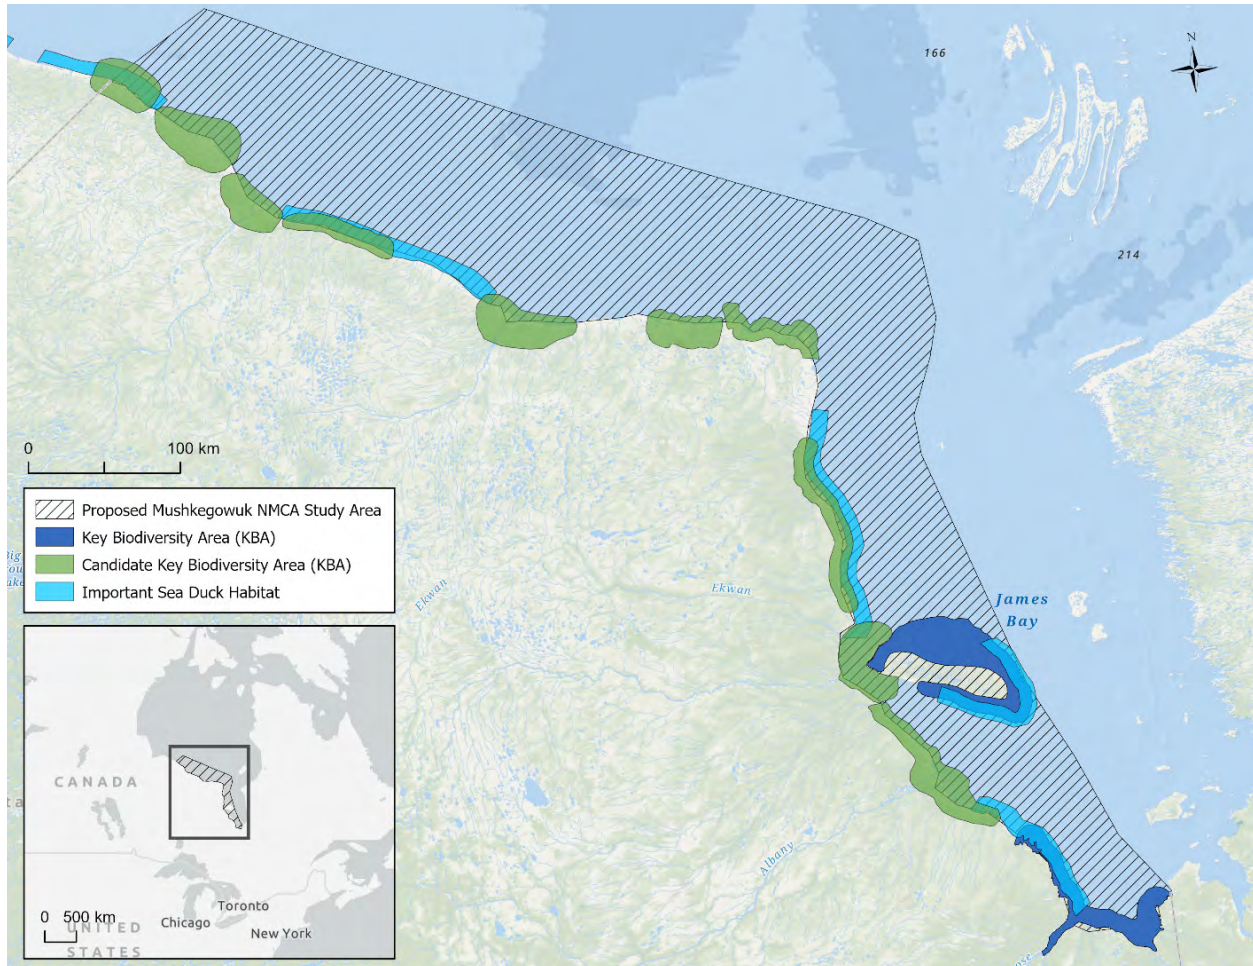 N
166
214
0 100 km
Proposed Mushkegowuk NMCA Study Area
Key Biodiversity Area (KBA)
Candidate Key Biodiversity Area (KBA)
Important Sea Duck Habitat
Big
Ekwan
Ekwan
James
Bay
Albany
CANADA
Toronto
Chicago
New York
0 500 km
UNITED
STATES